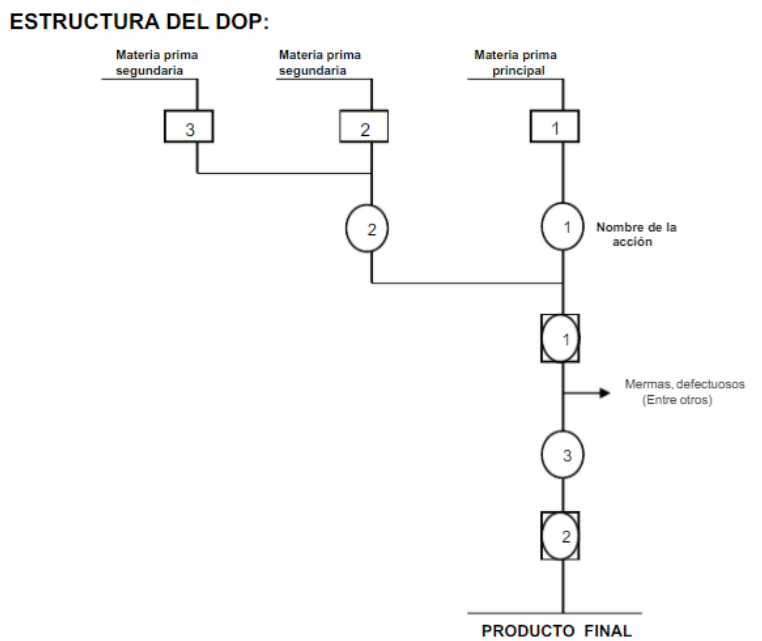 ESTRUCTURA DEL DOP:
Materia prima
segundaria
Materia prima
segundaria
Materia prima
principal
3
2
1
2
1
Nombre de la
acción
1
Mermas, defectuosos
(Entre otros)
3
2
PRODUCTO FINAL